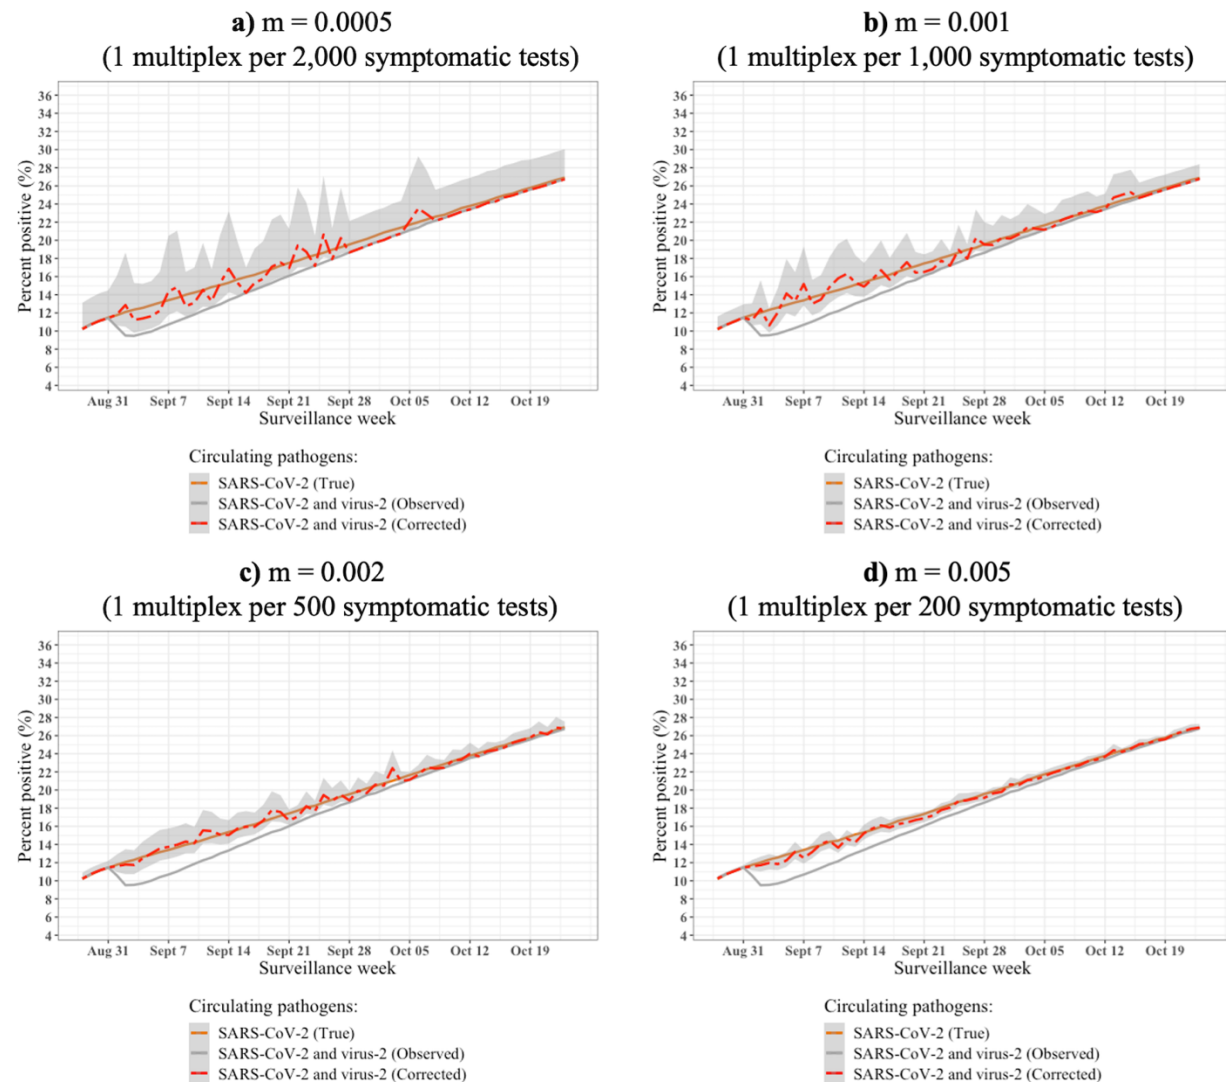 a) m = 0.0005
(1 multiplex per 2,000 symptomatic tests)
Percent positive (%)
36
34
32
30
28
26
24
22
20
18
16
14
12
10
8
6
4
Aug 31 Sept 7 Sept 14 Sept 21 Sept 28 Oct 05 Oct 12 Oct 19
Surveillance week
Circulating pathogens:
SARS-CoV-2 (True)
SARS-CoV-2 and virus-2 (Observed)
SARS-CoV-2 and virus-2 (Corrected)
b) m = 0.001
(1 multiplex per 1,000 symptomatic tests)
Percent positive (%)
36
34
32
30
28
26
24
22
20
18
16
14
12
10
8
6
4
Aug 31 Sept 7 Sept 14 Sept 21 Sept 28 Oct 05 Oct 12 Oct 19
Surveillance week
Circulating pathogens:
SARS-CoV-2 (True)
SARS-CoV-2 and virus-2 (Observed)
SARS-CoV-2 and virus-2 (Corrected)
c) m = 0.002
(1 multiplex per 500 symptomatic tests)
Percent positive (%)
36
34
32
30
28
26
24
22
20
18
16
14
12
10
8
6
4
Aug 31 Sept 7 Sept 14 Sept 21 Sept 28 Oct 05 Oct 12 Oct 19
Surveillance week
Circulating pathogens:
SARS-CoV-2 (True)
SARS-CoV-2 and virus-2 (Observed)
SARS-CoV-2 and virus-2 (Corrected)
d) m = 0.005
(1 multiplex per 200 symptomatic tests)
Percent positive (%)
36
34
32
30
28
26
24
22
20
18
16
14
12
10
8
6
4
Aug 31 Sept 7 Sept 14 Sept 21 Sept 28 Oct 05 Oct 12 Oct 19
Surveillance week
Circulating pathogens:
SARS-CoV-2 (True)
SARS-CoV-2 and virus-2 (Observed)
SARS-CoV-2 and virus-2 (Corrected)